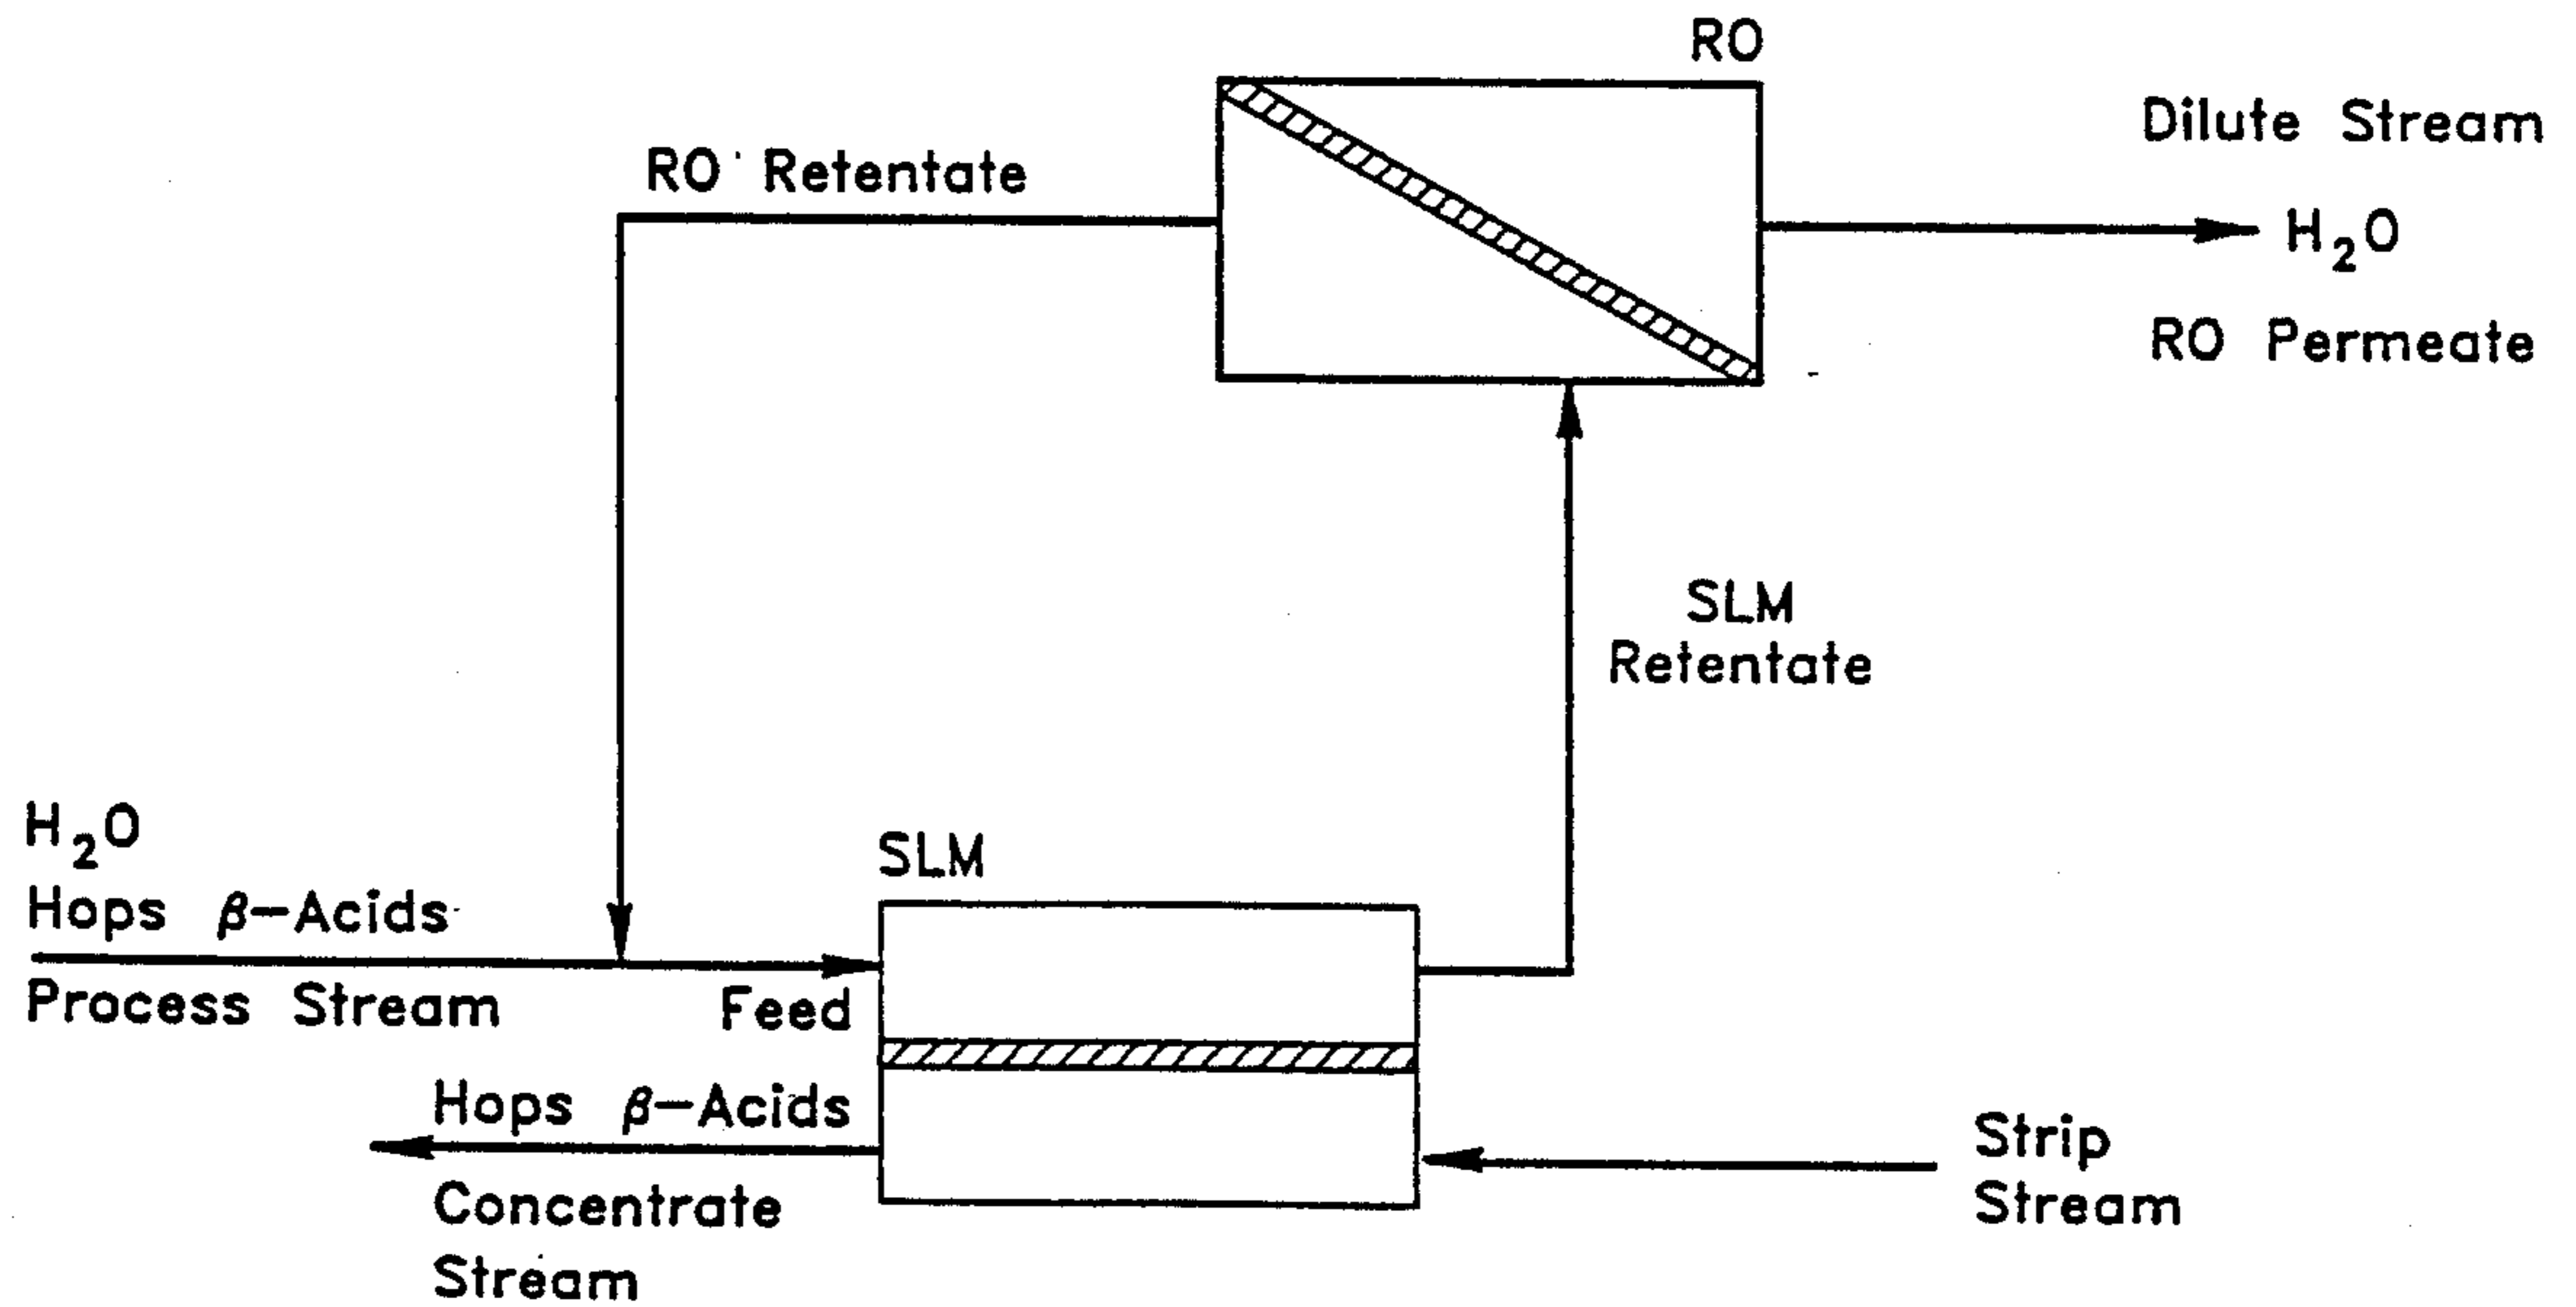 RO
Dilute Stream
RO Retentate
H₂O
RO Permeate
SLM
Retentate
H₂O
SLM
Hops β-Acids
Process Stream
Feed
Hops β-Acids
Strip
Stream
Concentrate
Stream